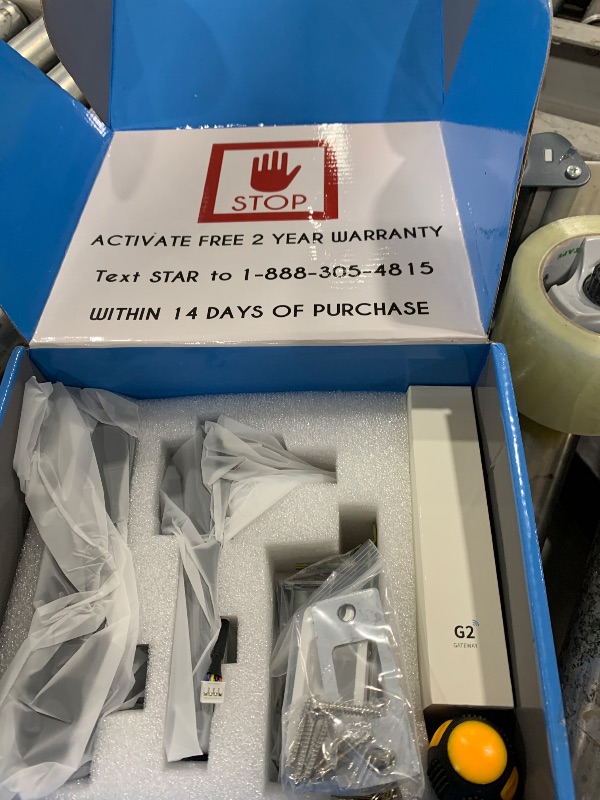 STOP
ACTIVATE FREE 2 YEAR WARRANTY
Text STAR to 1-888-305-4815
WITHIN 14 DAYS OF PURCHASE
G2
GATEWAY